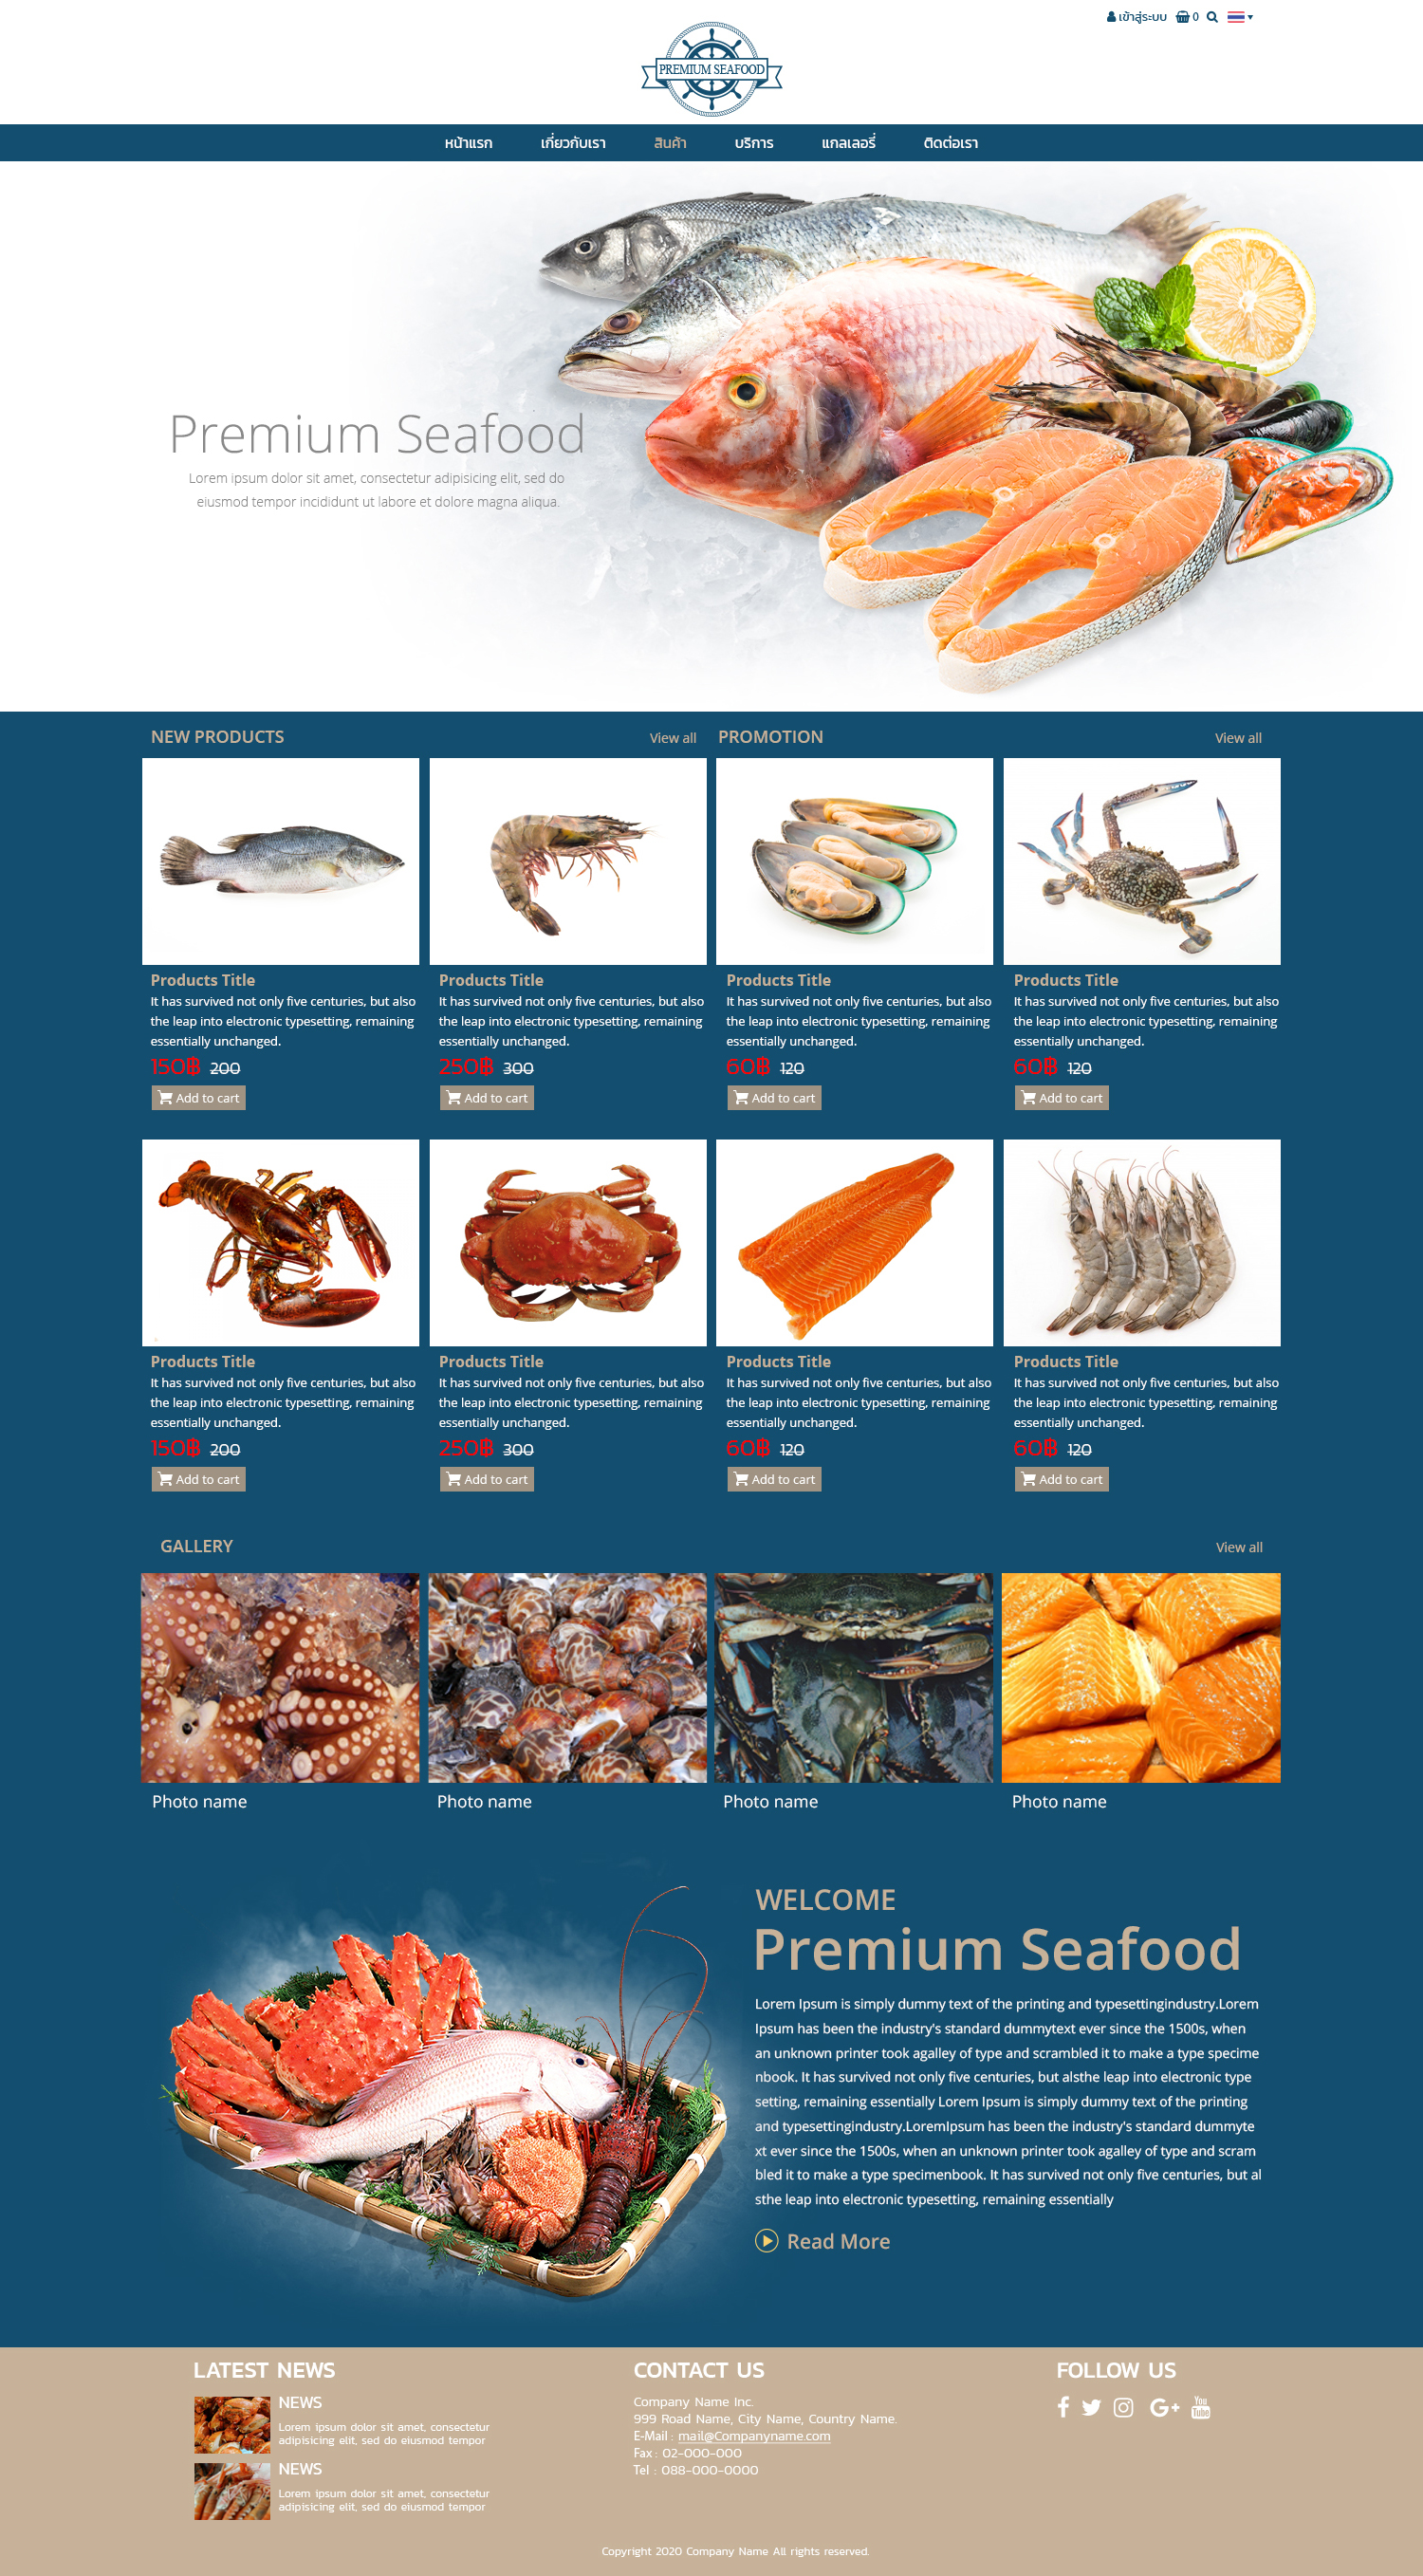 เข้าสู่ระบบ 0
PREMIUM SEAFOOD
หน้าแรก เกี่ยวกับเรา สินค้า บริการ แกลเลอรี่ ติดต่อเรา
Premium Seafood
Lorem ipsum dolor sit amet, consectetur adipisicing elit, sed do
eiusmod tempor incididunt ut labore et dolore magna aliqua.
NEW PRODUCTS View all
PROMOTION View all
Products Title
It has survived not only five centuries, but also
the leap into electronic typesetting, remaining
essentially unchanged.
150฿ 200
Add to cart
Products Title
It has survived not only five centuries, but also
the leap into electronic typesetting, remaining
essentially unchanged.
250฿ 300
Add to cart
Products Title
It has survived not only five centuries, but also
the leap into electronic typesetting, remaining
essentially unchanged.
60฿ 120
Add to cart
Products Title
It has survived not only five centuries, but also
the leap into electronic typesetting, remaining
essentially unchanged.
60฿ 120
Add to cart
Products Title
It has survived not only five centuries, but also
the leap into electronic typesetting, remaining
essentially unchanged.
150฿ 200
Add to cart
Products Title
It has survived not only five centuries, but also
the leap into electronic typesetting, remaining
essentially unchanged.
250฿ 300
Add to cart
Products Title
It has survived not only five centuries, but also
the leap into electronic typesetting, remaining
essentially unchanged.
60฿ 120
Add to cart
Products Title
It has survived not only five centuries, but also
the leap into electronic typesetting, remaining
essentially unchanged.
60฿ 120
Add to cart
GALLERY View all
Photo name Photo name Photo name Photo name
WELCOME
Premium Seafood
Lorem Ipsum is simply dummy text of the printing and typesettingindustry.Lorem
Ipsum has been the industry's standard dummytext ever since the 1500s, when
an unknown printer took agalley of type and scrambled it to make a type specime
nbook. It has survived not only five centuries, but alsthe leap into electronic type
setting, remaining essentially Lorem Ipsum is simply dummy text of the printing
and typesettingindustry.LoremIpsum has been the industry's standard dummyte
xt ever since the 1500s, when an unknown printer took agalley of type and scram
bled it to make a type specimenbook. It has survived not only five centuries, but al
sthe leap into electronic typesetting, remaining essentially
Read More
LATEST NEWS
NEWS
Lorem ipsum dolor sit amet, consectetur
adipisicing elit, sed do eiusmod tempor
NEWS
Lorem ipsum dolor sit amet, consectetur
adipisicing elit, sed do eiusmod tempor
CONTACT US
Company Name Inc.
999 Road Name, City Name, Country Name.
E-Mail : mail@Companyname.com
Fax : 02-000-000
Tel : 088-000-0000
FOLLOW US
You Tube
Copyright 2020 Company Name All rights reserved.